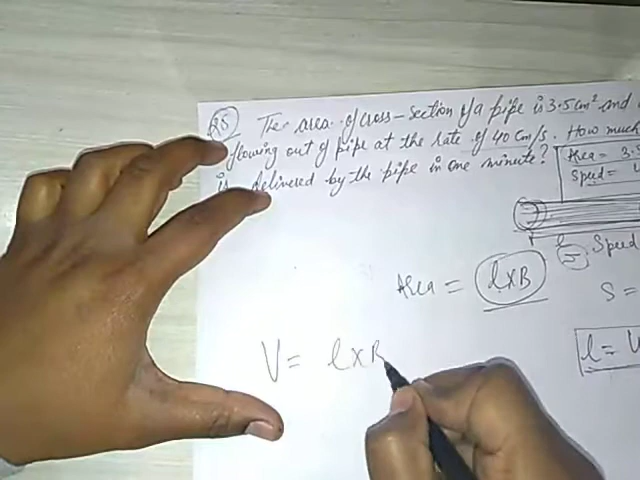 35 The area of cross-section of a pipe is 3.5 cm² and
flowing out of pipe at the rate of 40 cm/s. How much
is delivered by the pipe in one minute?
Area = 3.5
Speed =
l
5 Speed
Area = l×B
S =
V = l×B
l =